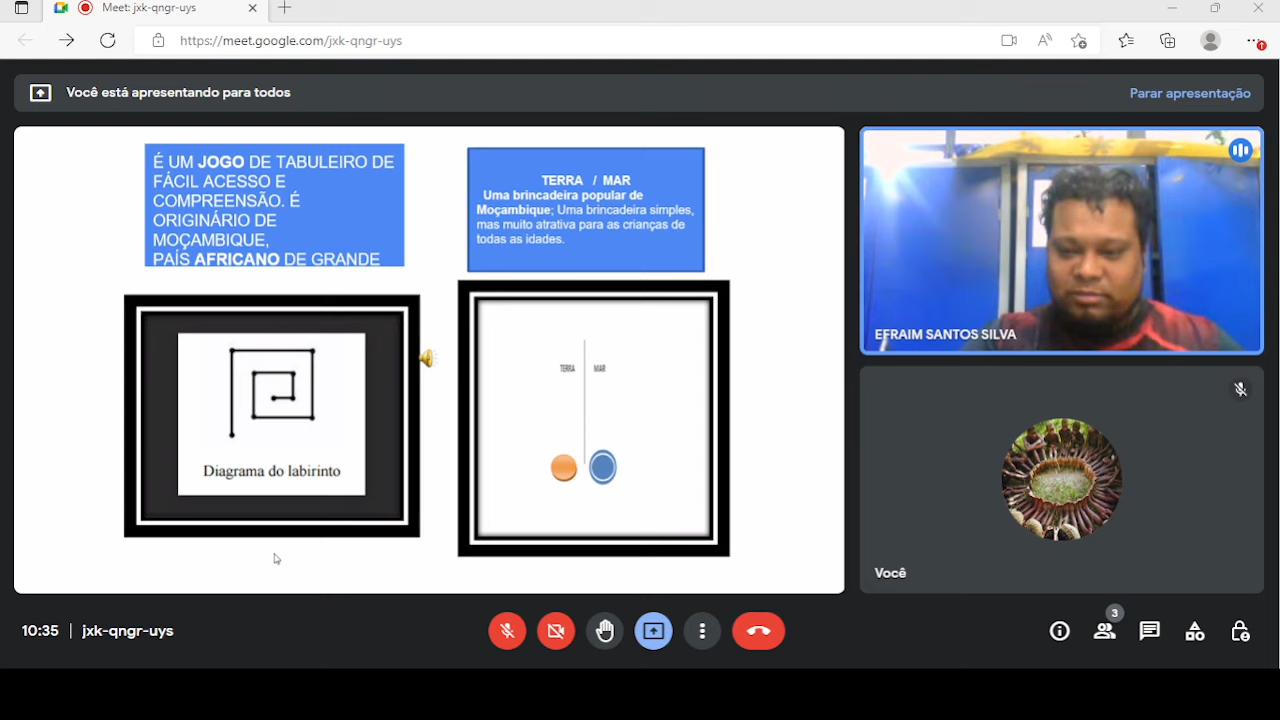 Meet: jxk-qngr-uys
https://meet.google.com/jxk-qngr-uys
Você está apresentando para todos
Parar apresentação
É UM JOGO DE TABULEIRO DE
FÁCIL ACESSO E
COMPREENSÃO. É
ORIGINÁRIO DE
MOÇAMBIQUE,
PAÍS AFRICANO DE GRANDE
TERRA / MAR
Uma brincadeira popular de
Moçambique; Uma brincadeira simples,
mas muito atrativa para as crianças de
todas as idades.
Diagrama do labirinto
TERRA MAR
EFRAIM SANTOS SILVA
Você
10:35 | jxk-qngr-uys
3